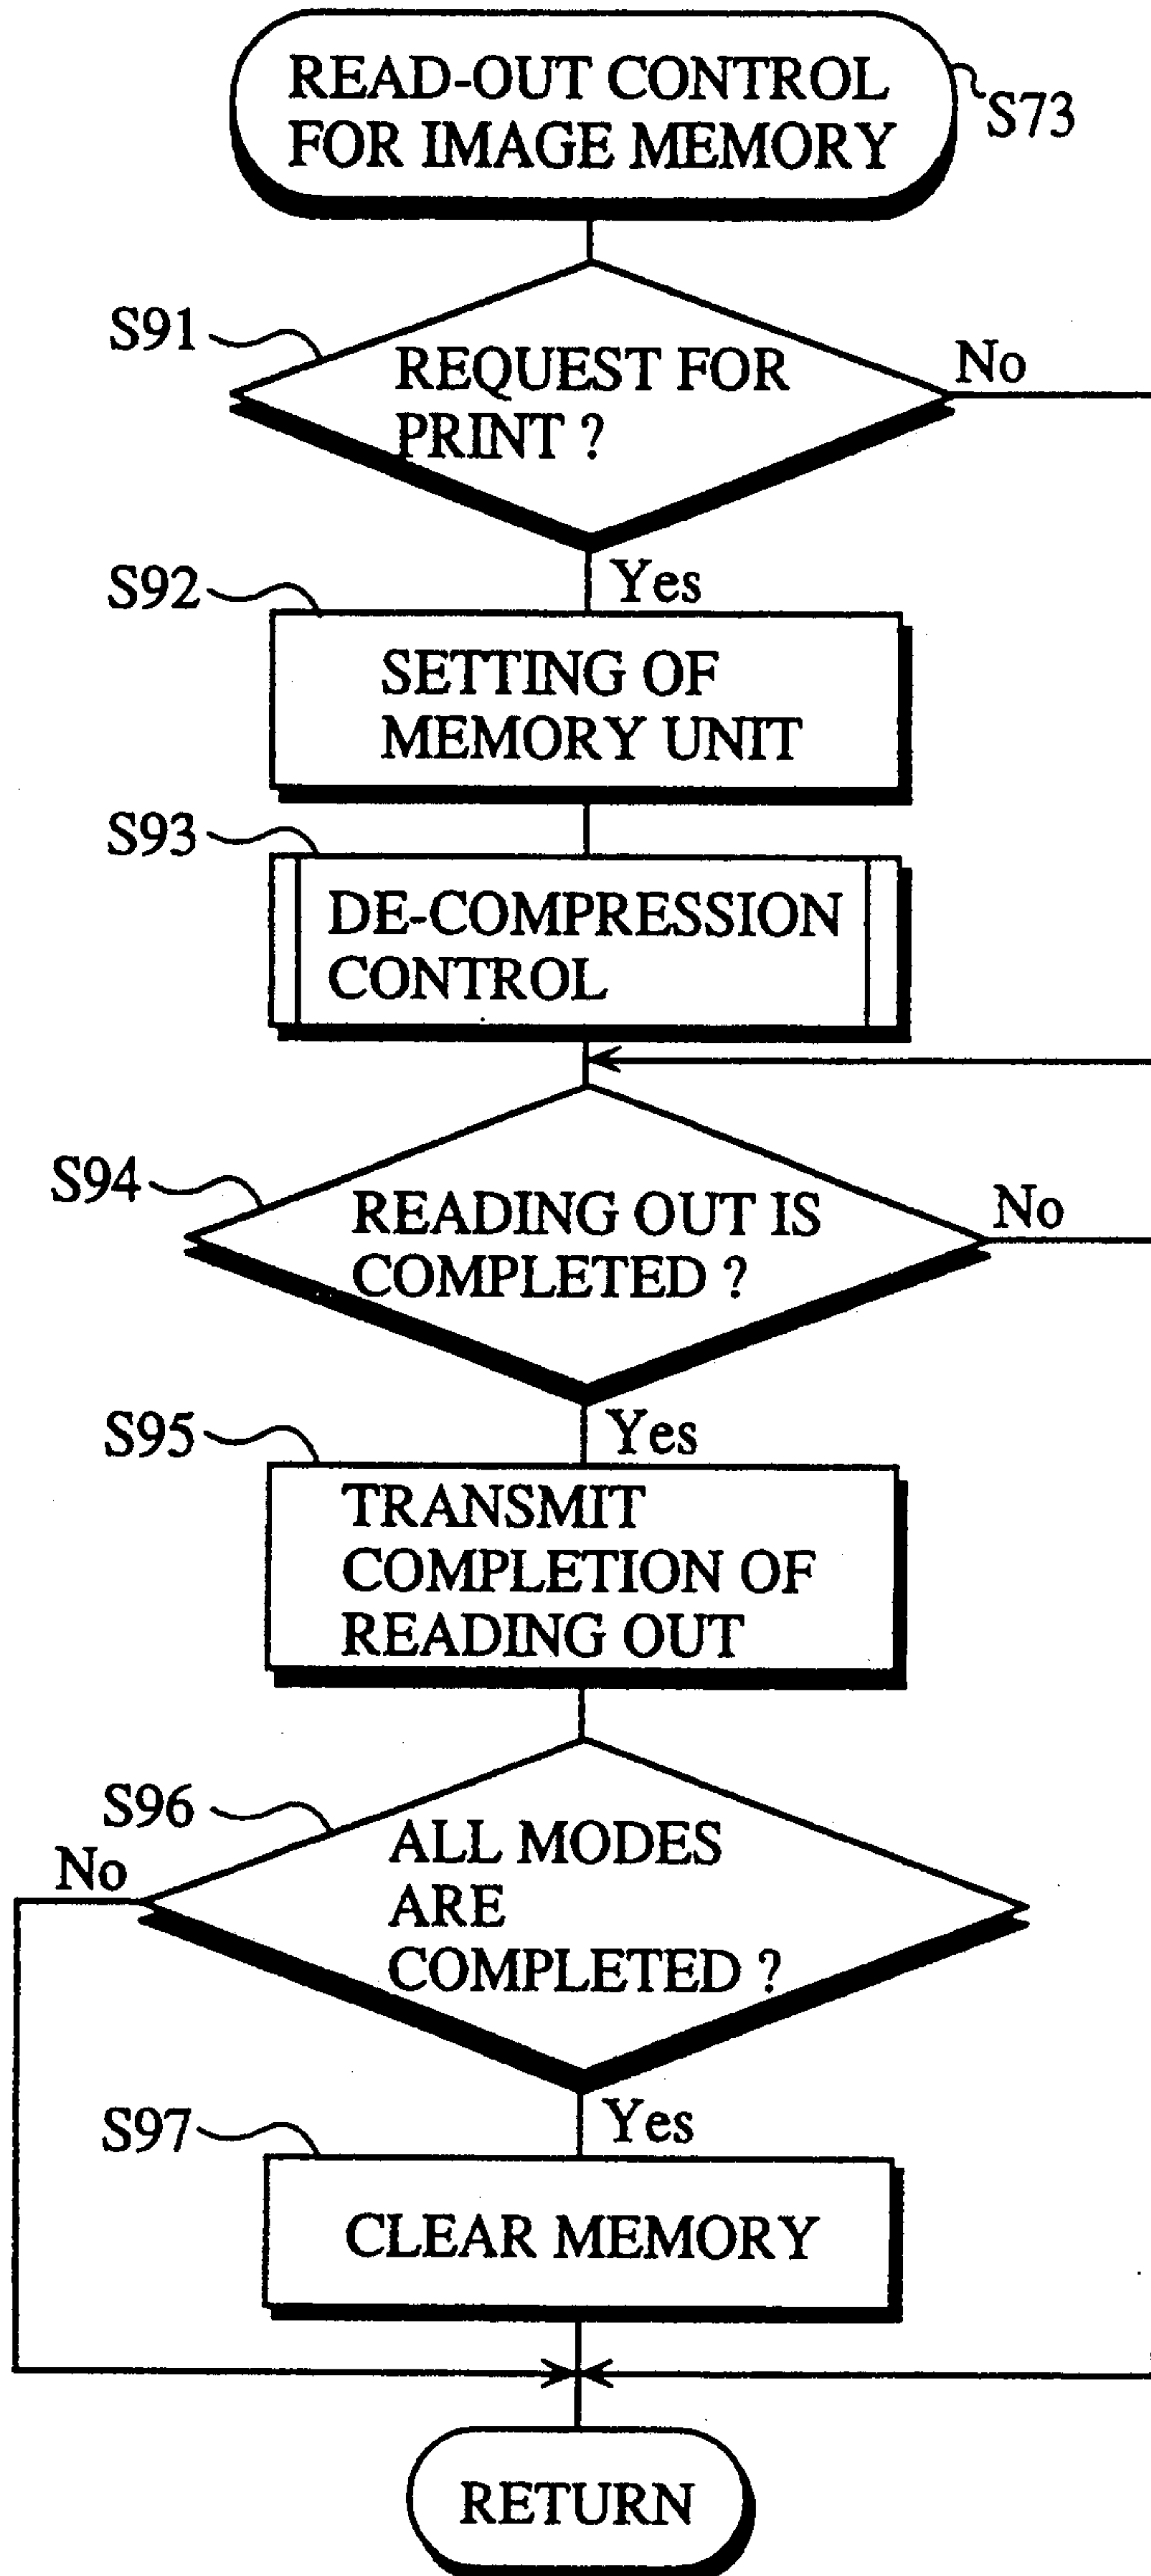 READ-OUT CONTROL
FOR IMAGE MEMORY
S73
S91
REQUEST FOR
PRINT ?
No
Yes
S92
SETTING OF
MEMORY UNIT
S93
DE-COMPRESSION
CONTROL
S94
READING OUT IS
COMPLETED ?
No
Yes
S95
TRANSMIT
COMPLETION OF
READING OUT
S96
No
ALL MODES
ARE
COMPLETED ?
Yes
S97
CLEAR MEMORY
RETURN